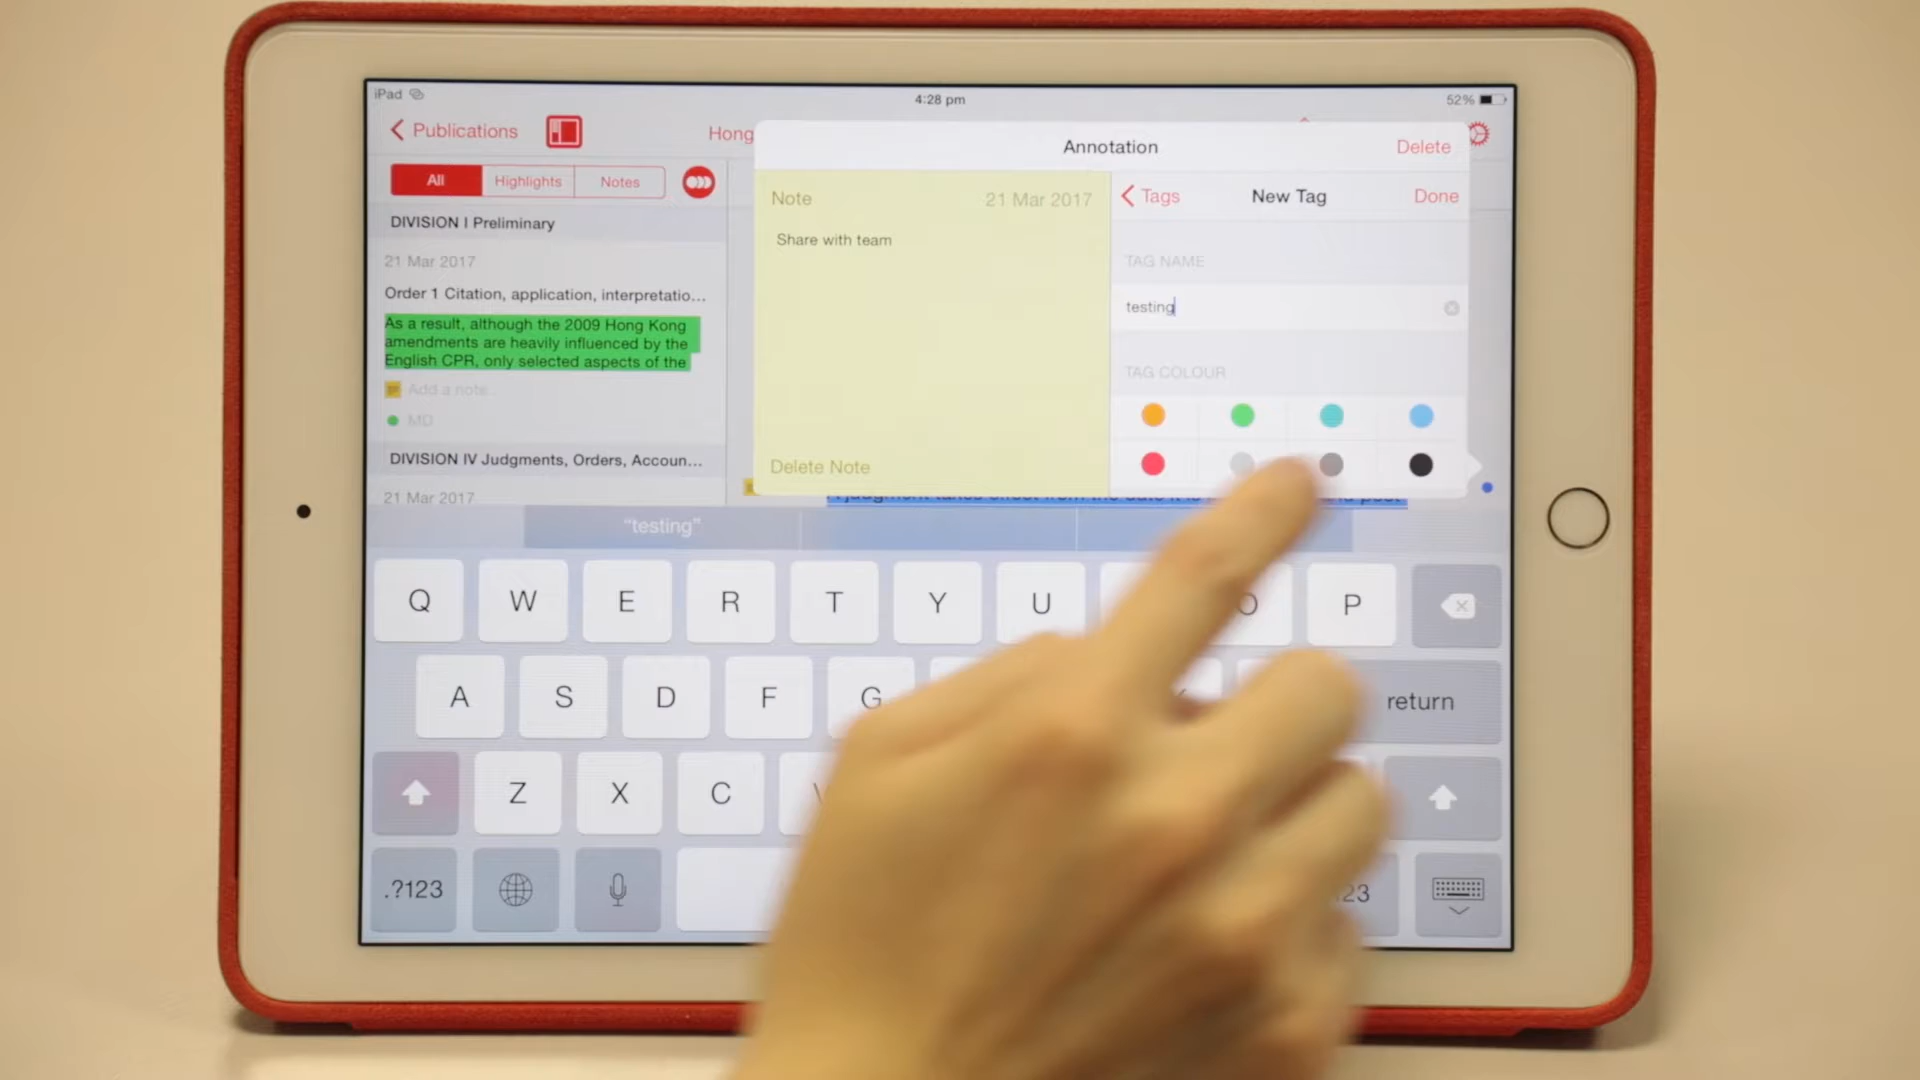 iPad
4:28 pm
52%
Publications
Hong
All
Highlights
Notes
DIVISION I Preliminary
21 Mar 2017
Order 1 Citation, application, interpretatio...
As a result, although the 2009 Hong Kong
amendments are heavily influenced by the
English CPR, only selected aspects of the
Add a note...
MD
DIVISION IV Judgments, Orders, Accoun...
21 Mar 2017
Annotation
Delete
Note
21 Mar 2017
Share with team
Delete Note
Tags
New Tag
Done
TAG NAME
testing
TAG COLOUR
"testing"
Q W E R T Y U O P
A S D F G
return
Z X C
.?123
23